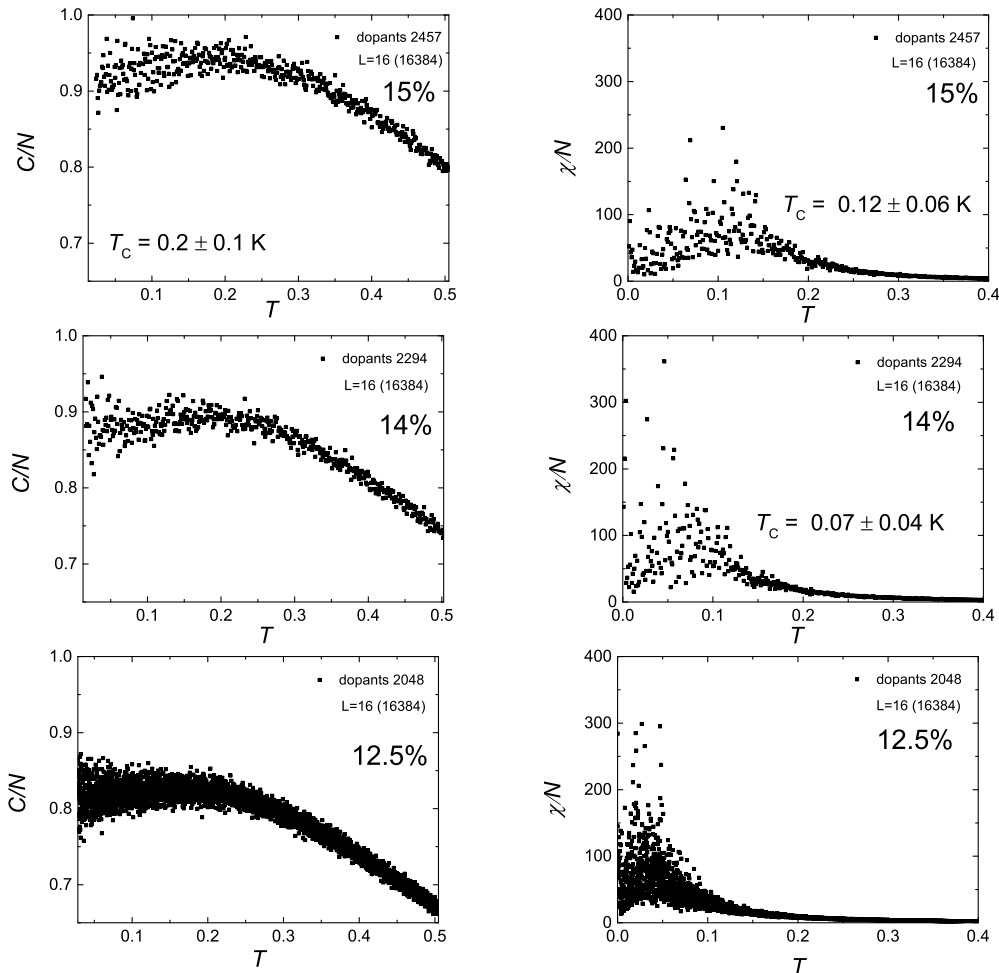 1.0
0.9
0.8
0.7
C/N
dopants 2457
L=16 (16384)
15%
T_C = 0.2 ± 0.1 K
0.1 0.2 0.3 0.4 0.5
T
400
300
200
100
0
χ/N
dopants 2457
L=16 (16384)
15%
T_C = 0.12 ± 0.06 K
0.0 0.1 0.2 0.3 0.4
T
1.0
0.9
0.8
0.7
C/N
dopants 2294
L=16 (16384)
14%
0.1 0.2 0.3 0.4 0.5
T
400
300
200
100
0
χ/N
dopants 2294
L=16 (16384)
14%
T_C = 0.07 ± 0.04 K
0.0 0.1 0.2 0.3 0.4
T
1.0
0.9
0.8
0.7
C/N
dopants 2048
L=16 (16384)
12.5%
0.1 0.2 0.3 0.4 0.5
T
400
300
200
100
0
χ/N
dopants 2048
L=16 (16384)
12.5%
0.0 0.1 0.2 0.3 0.4
T